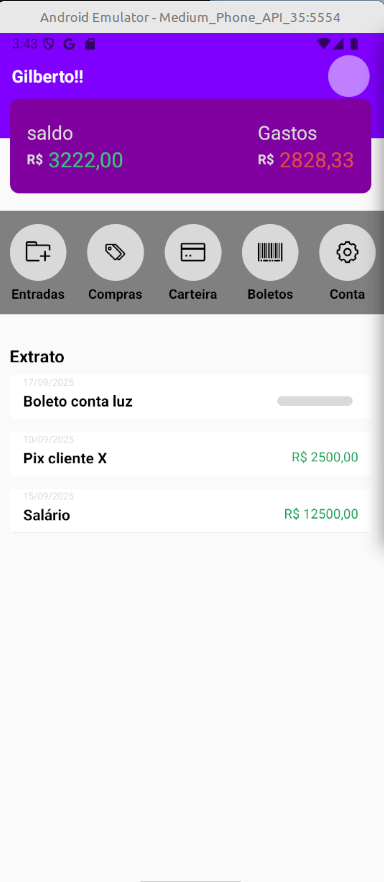 Android Emulator - Medium_Phone_API_35:5554
3:43
Gilberto!!
saldo Gastos
R$ 3222,00 R$ 2828,33
Entradas Compras Carteira Boletos Conta
Extrato
17/09/2025
Boleto conta luz
10/09/2025
Pix cliente X R$ 2500,00
15/09/2025
Salário R$ 12500,00